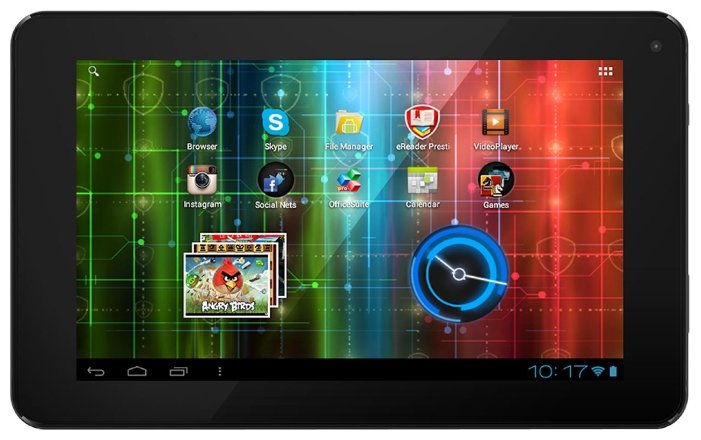 Browser
Skype
File Manager
eReader Presti
VideoPlayer.
Instagram
Social Nets
OfficeSuite
Calendar
Games
ANGRY BIRDS
10:17